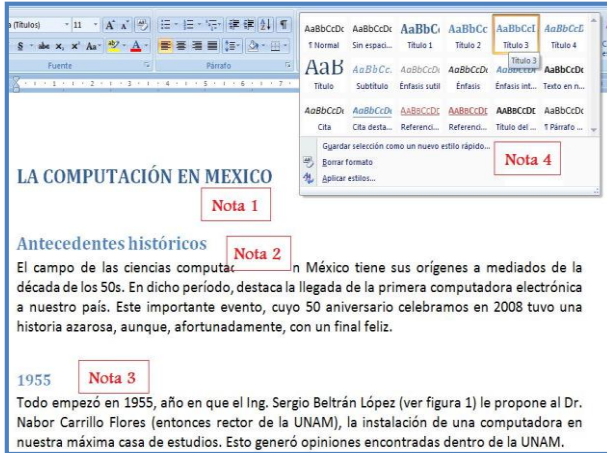 a (Títulos) 11 A A
S abc x, x² Aa ab A
Fuente
Párrafo
AaBbCcDc AaBbCcDc AaBbC AaBbCc AaBbCcI AaBbCcD
¶ Normal Sin espaci... Título 1 Título 2 Título 3 Título 4
Título 3
AaB AaBbCc. AaBbCcDc AaBbCcDc AaBbCcDc AaBbCcDc
Título Subtítulo Énfasis sutil Énfasis Énfasis int... Texto en n...
AaBbCcDc AaBbCcDc AABBCCDC AABBCCDC AABBCCDC AaBbCcDc
Cita Cita desta... Referenci... Referenci... Título del ... ¶ Párrafo ...
Guardar selección como un nuevo estilo rápido...
Borrar formato
Aplicar estilos...
Nota 4
LA COMPUTACIÓN EN MEXICO
Nota 1
Antecedentes históricos
Nota 2
El campo de las ciencias computac n México tiene sus orígenes a mediados de la
década de los 50s. En dicho período, destaca la llegada de la primera computadora electrónica
a nuestro país. Este importante evento, cuyo 50 aniversario celebramos en 2008 tuvo una
historia azarosa, aunque, afortunadamente, con un final feliz.
1955
Nota 3
Todo empezó en 1955, año en que el Ing. Sergio Beltrán López (ver figura 1) le propone al Dr.
Nabor Carrillo Flores (entonces rector de la UNAM), la instalación de una computadora en
nuestra máxima casa de estudios. Esto generó opiniones encontradas dentro de la UNAM.